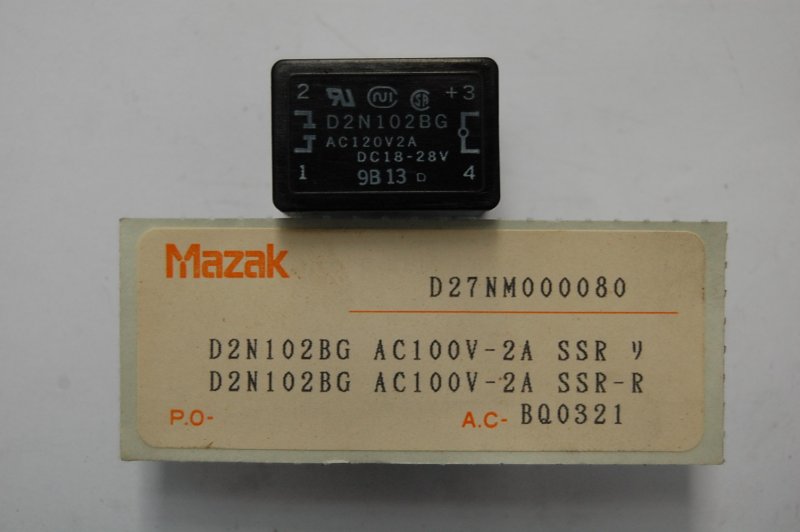 2 +3
D2N102BG
AC120V2A
DC18-28V
1 9B13 D 4
Mazak
D27NM000080
D2N102BG AC100V-2A SSR リ
D2N102BG AC100V-2A SSR-R
P.O- A.C- BQ0321